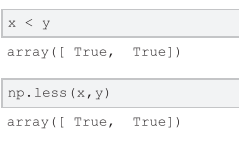 x < y
array([ True,  True])
np.less(x,y)
array([ True,  True])